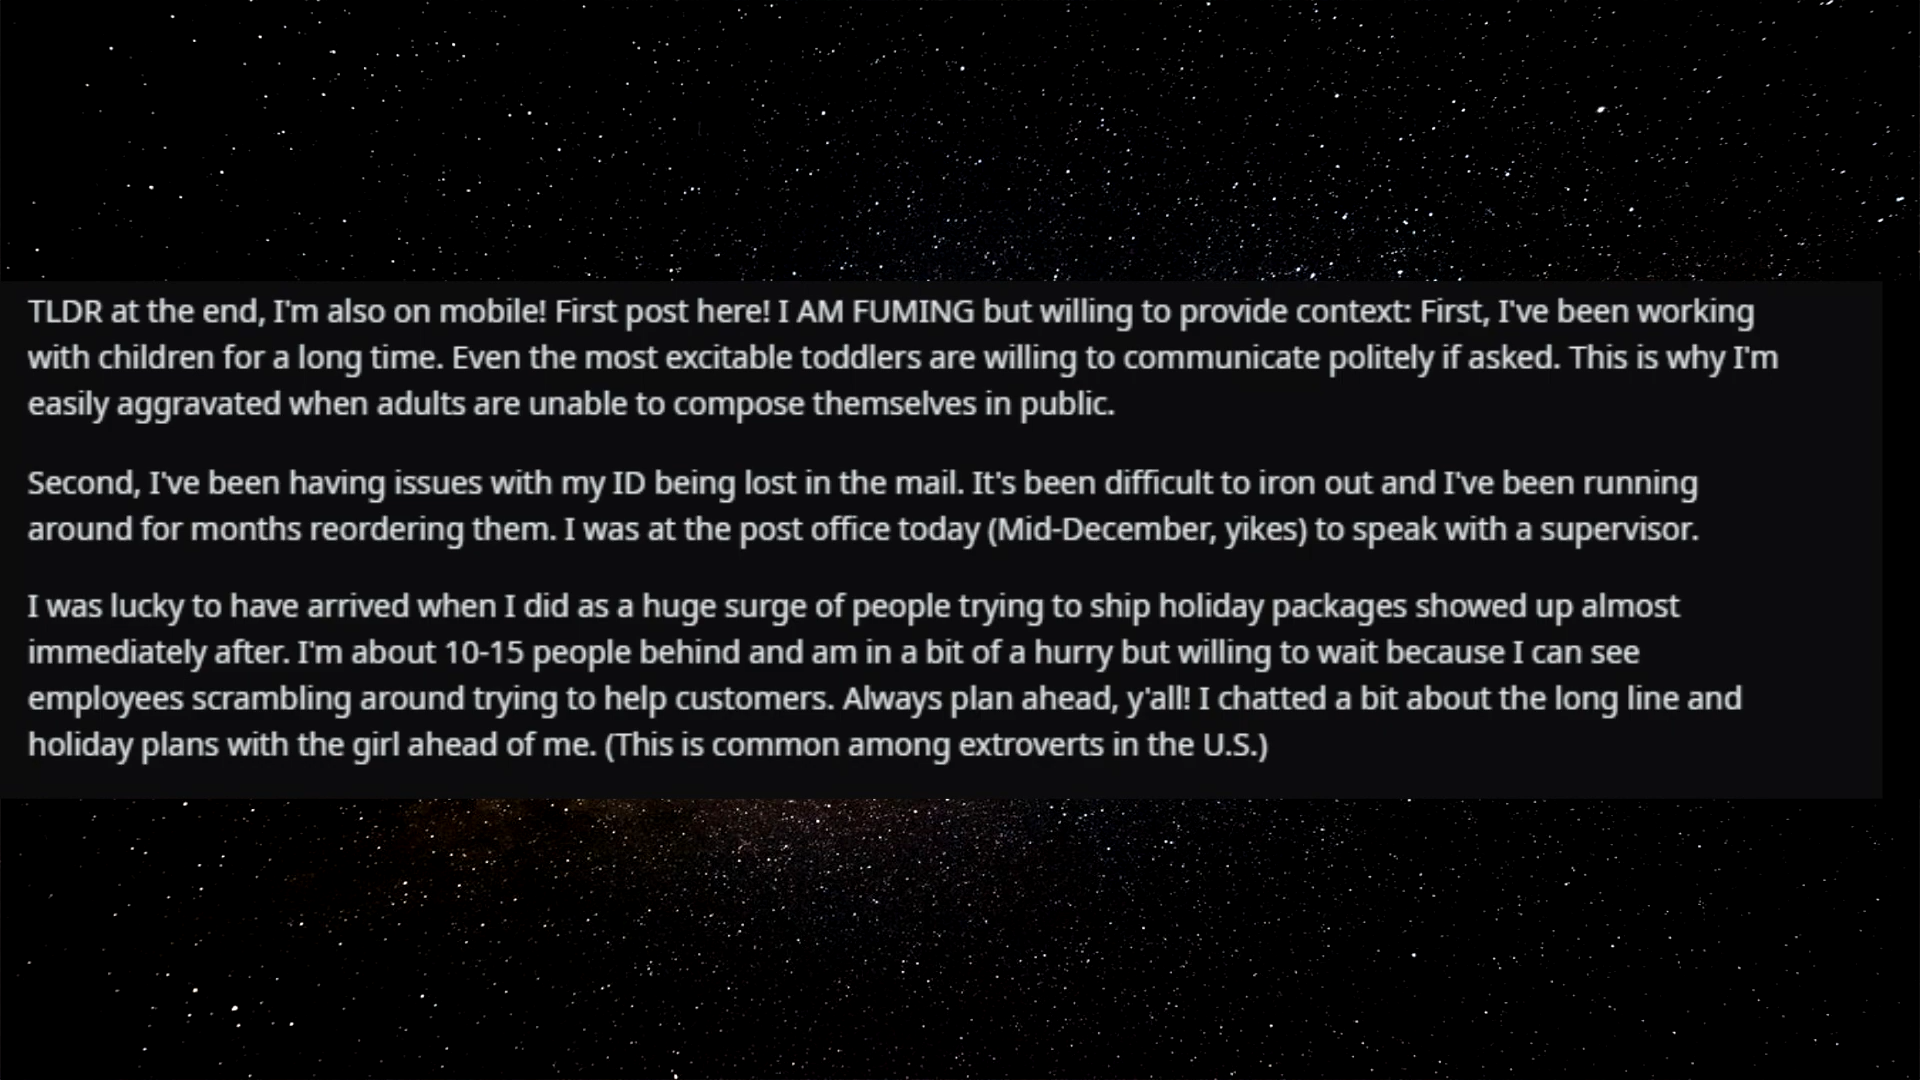 TLDR at the end, I'm also on mobile! First post here! I AM FUMING but willing to provide context: First, I've been working
with children for a long time. Even the most excitable toddlers are willing to communicate politely if asked. This is why I'm
easily aggravated when adults are unable to compose themselves in public.
Second, I've been having issues with my ID being lost in the mail. It's been difficult to iron out and I've been running
around for months reordering them. I was at the post office today (Mid-December, yikes) to speak with a supervisor.
I was lucky to have arrived when I did as a huge surge of people trying to ship holiday packages showed up almost
immediately after. I'm about 10-15 people behind and am in a bit of a hurry but willing to wait because I can see
employees scrambling around trying to help customers. Always plan ahead, y'all! I chatted a bit about the long line and
holiday plans with the girl ahead of me. (This is common among extroverts in the U.S.)